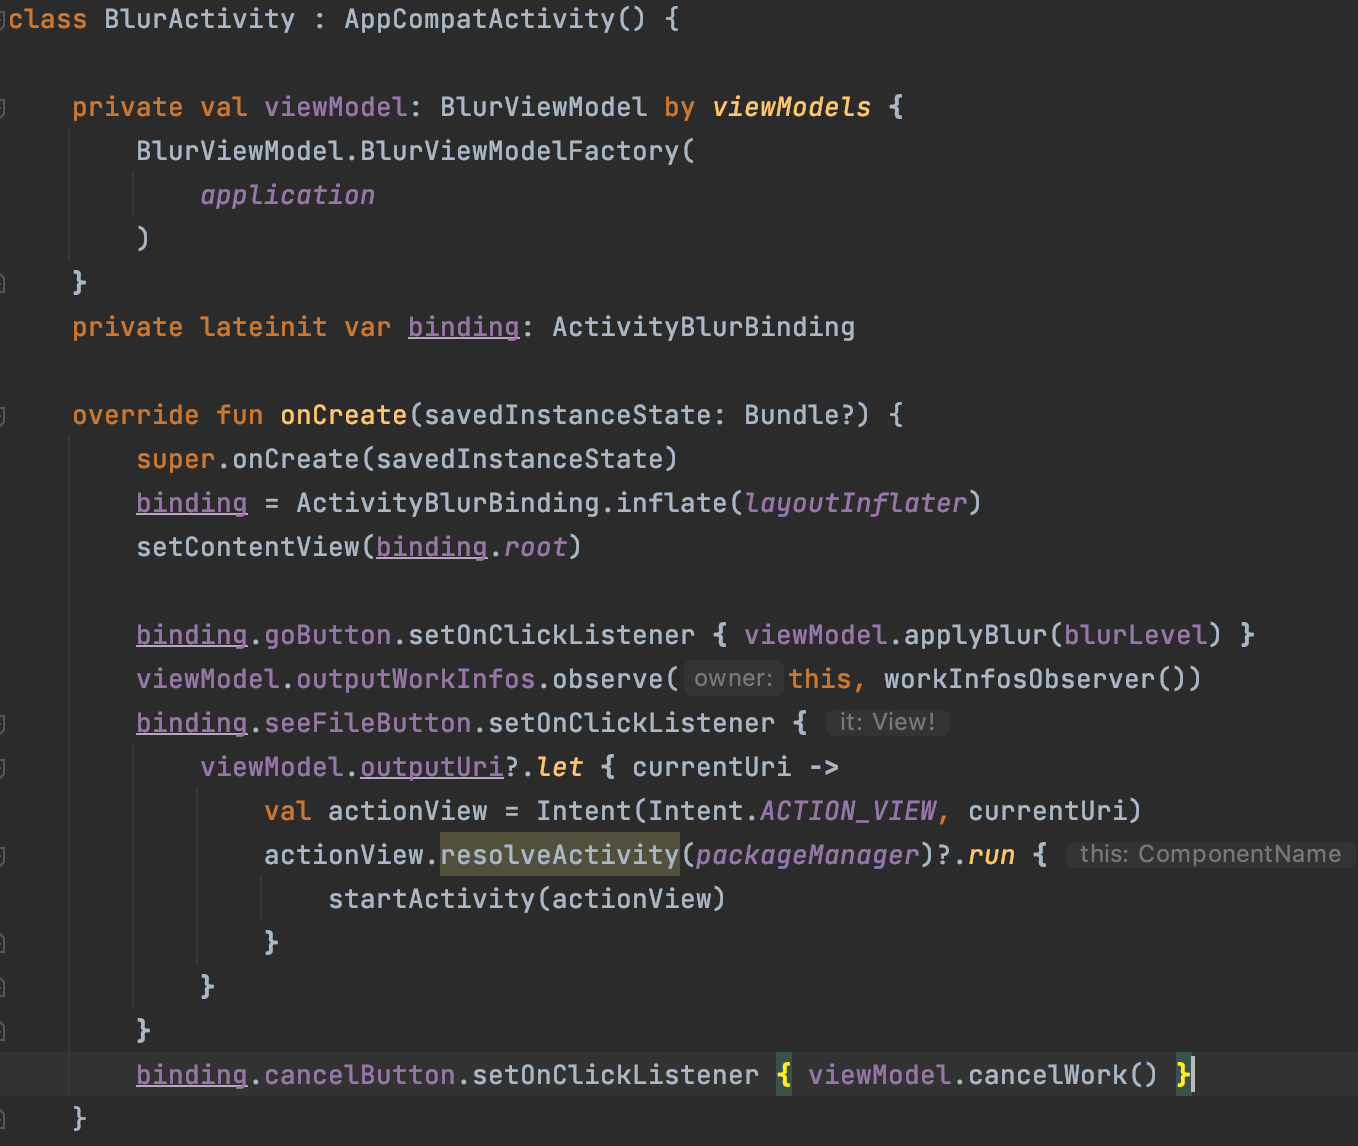 class BlurActivity : AppCompatActivity() {
private val viewModel: BlurViewModel by viewModels {
BlurViewModel.BlurViewModelFactory(
application
)
}
private lateinit var binding: ActivityBlurBinding
override fun onCreate(savedInstanceState: Bundle?) {
super.onCreate(savedInstanceState)
binding = ActivityBlurBinding.inflate(layoutInflater)
setContentView(binding.root)
binding.goButton.setOnClickListener { viewModel.applyBlur(blurLevel) }
viewModel.outputWorkInfos.observe( owner: this, workInfosObserver())
binding.seeFileButton.setOnClickListener { it: View!
viewModel.outputUri?.let { currentUri ->
val actionView = Intent(Intent.ACTION_VIEW, currentUri)
actionView.resolveActivity(packageManager)?.run { this: ComponentName
startActivity(actionView)
}
}
}
binding.cancelButton.setOnClickListener { viewModel.cancelWork() }
}